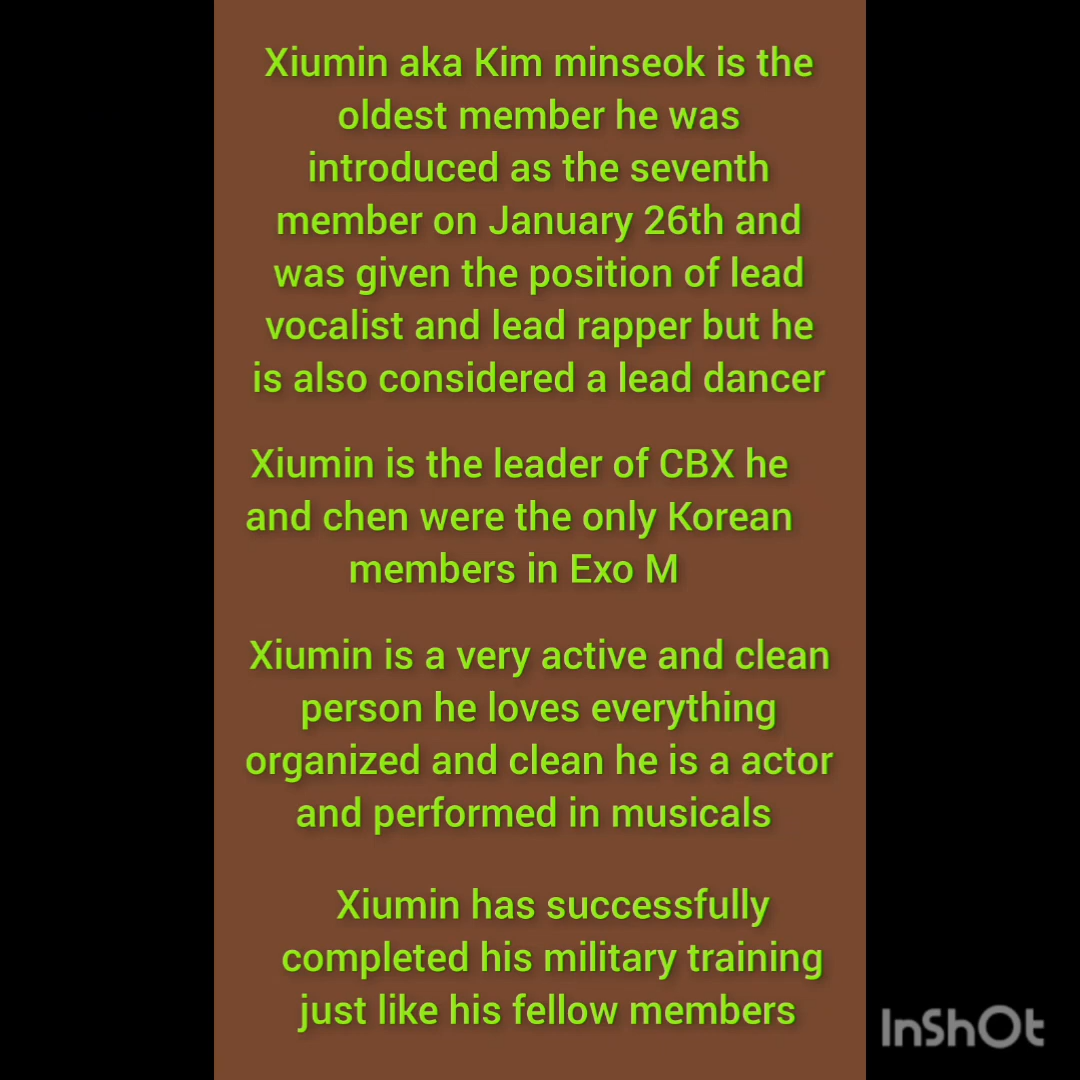 Xiumin aka Kim minseok is the
oldest member he was
introduced as the seventh
member on January 26th and
was given the position of lead
vocalist and lead rapper but he
is also considered a lead dancer
Xiumin is the leader of CBX he
and chen were the only Korean
members in Exo M
Xiumin is a very active and clean
person he loves everything
organized and clean he is a actor
and performed in musicals
Xiumin has successfully
completed his military training
just like his fellow members
InShOt